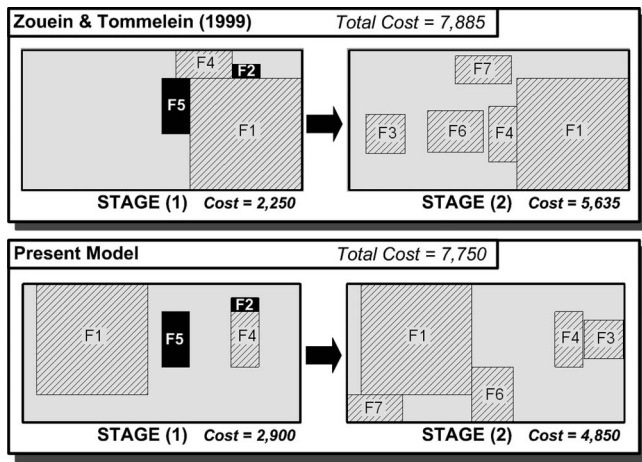 Zouein & Tommelein (1999) Total Cost = 7,885
F4
F2
F5
F1
STAGE (1) Cost = 2,250
F7
F3
F6
F4
F1
STAGE (2) Cost = 5,635
Present Model Total Cost = 7,750
F1
F5
F2
F4
STAGE (1) Cost = 2,900
F1
F4
F3
F6
F7
STAGE (2) Cost = 4,850